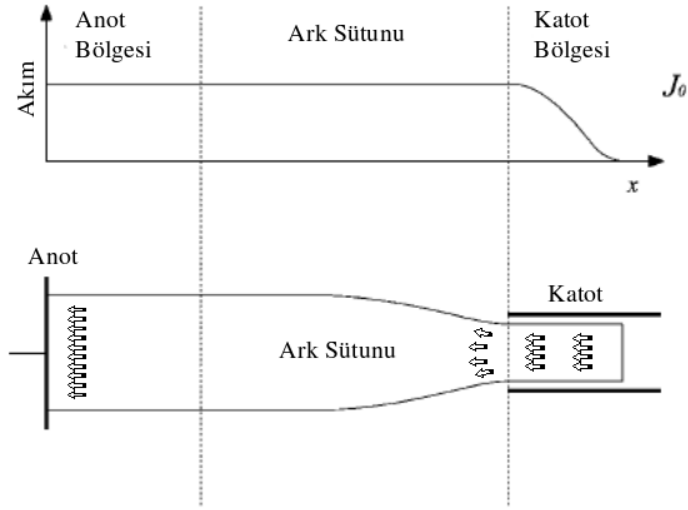 Anot
Bölgesi
Ark Sütunu
Katot
Bölgesi
Akım
J₀
x
Anot
Katot
Ark Sütunu